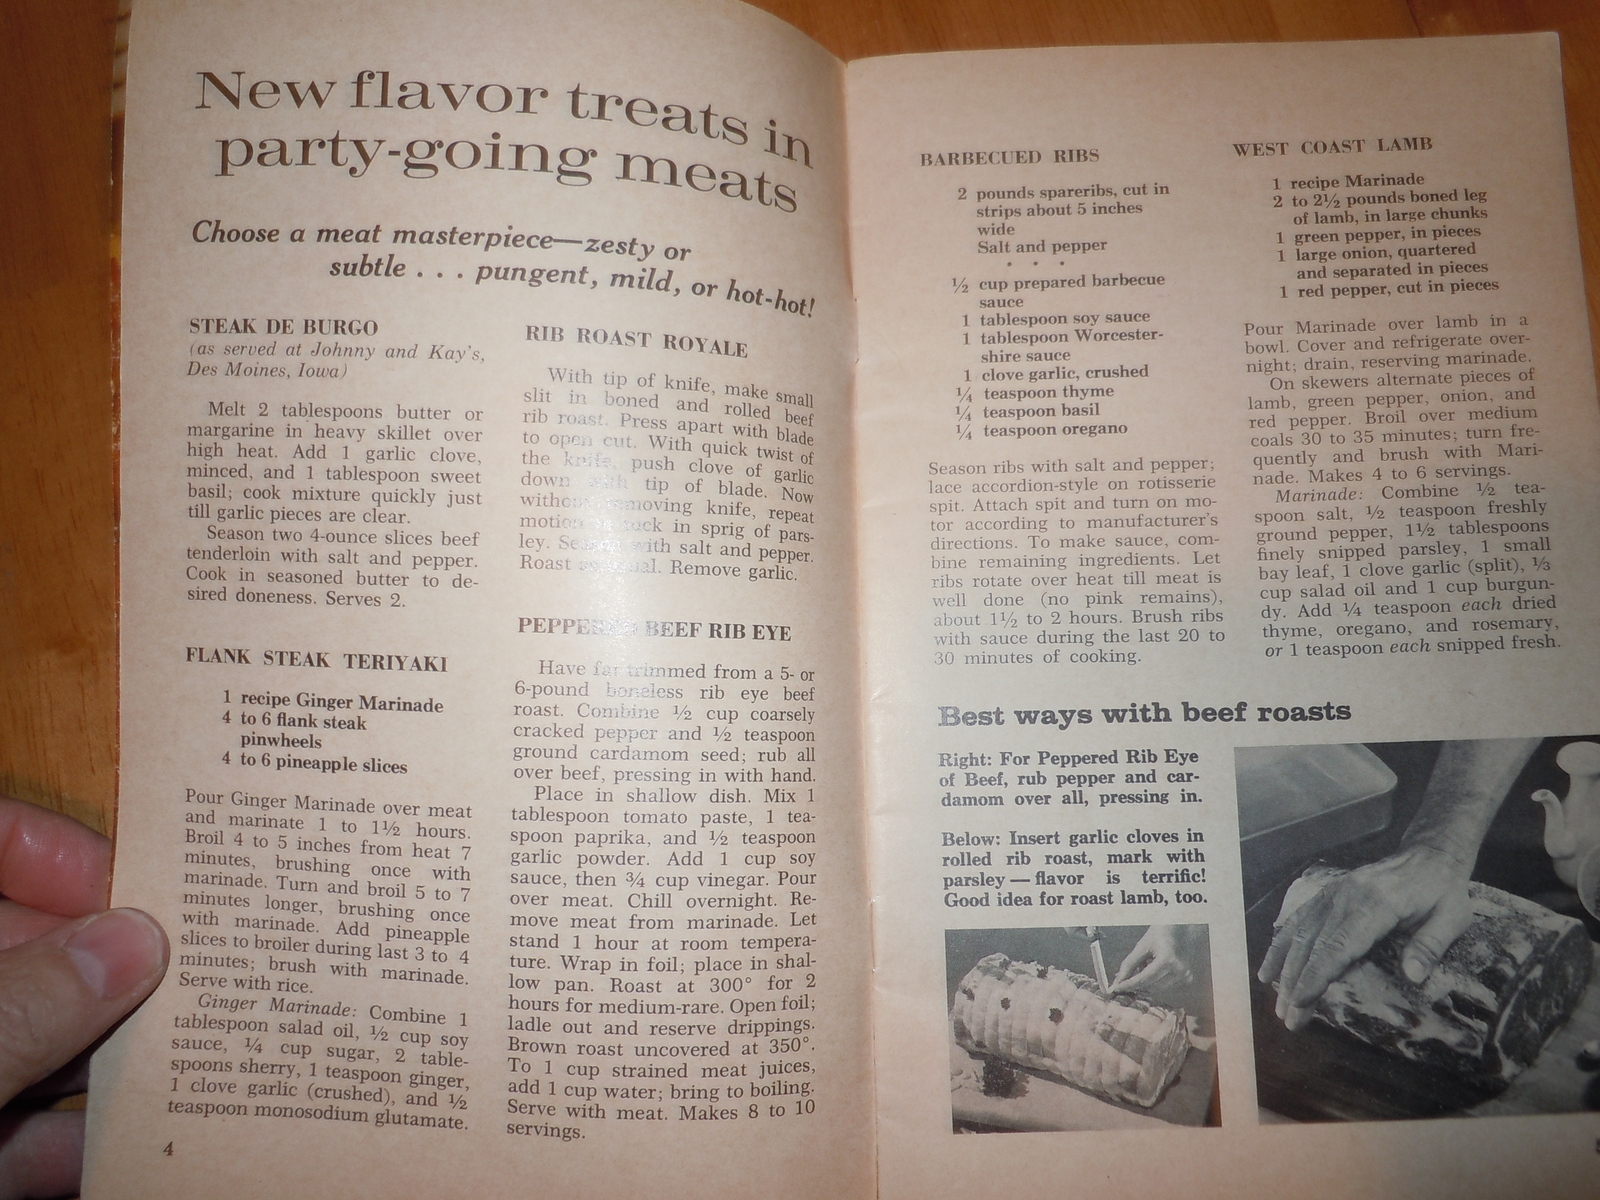 New flavor treats in
party-going meats
Choose a meat masterpiece—zesty or
subtle . . . pungent, mild, or hot-hot!
STEAK DE BURGO
(as served at Johnny and Kay's,
Des Moines, Iowa)
Melt 2 tablespoons butter or
margarine in heavy skillet over
high heat. Add 1 garlic clove,
minced, and 1 tablespoon sweet
basil; cook mixture quickly just
till garlic pieces are clear.
Season two 4-ounce slices beef
tenderloin with salt and pepper.
Cook in seasoned butter to de-
sired doneness. Serves 2.
FLANK STEAK TERIYAKI
1 recipe Ginger Marinade
4 to 6 flank steak
pinwheels
4 to 6 pineapple slices
Pour Ginger Marinade over meat
and marinate 1 to 1½ hours.
Broil 4 to 5 inches from heat 7
minutes, brushing once with
marinade. Turn and broil 5 to 7
minutes longer, brushing once
with marinade. Add pineapple
slices to broiler during last 3 to 4
minutes; brush with marinade.
Serve with rice.
Ginger Marinade: Combine 1
tablespoon salad oil, ½ cup soy
sauce, ¼ cup sugar, 2 table-
spoons sherry, 1 teaspoon ginger,
1 clove garlic (crushed), and ½
teaspoon monosodium glutamate.
4
RIB ROAST ROYALE
With tip of knife, make small
slit in boned and rolled beef
rib roast. Press apart with blade
to open cut. With quick twist of
the knife, push clove of garlic
down with tip of blade. Now
without removing knife, repeat
motion to tuck in sprig of pars-
ley. Season with salt and pepper.
Roast as usual. Remove garlic.
PEPPERED BEEF RIB EYE
Have fat trimmed from a 5- or
6-pound boneless rib eye beef
roast. Combine ½ cup coarsely
cracked pepper and ½ teaspoon
ground cardamom seed; rub all
over beef, pressing in with hand.
Place in shallow dish. Mix 1
tablespoon tomato paste, 1 tea-
spoon paprika, and ½ teaspoon
garlic powder. Add 1 cup soy
sauce, then ¾ cup vinegar. Pour
over meat. Chill overnight. Re-
move meat from marinade. Let
stand 1 hour at room tempera-
ture. Wrap in foil; place in shal-
low pan. Roast at 300° for 2
hours for medium-rare. Open foil;
ladle out and reserve drippings.
Brown roast uncovered at 350°.
To 1 cup strained meat juices,
add 1 cup water; bring to boiling.
Serve with meat. Makes 8 to 10
servings.
BARBECUED RIBS
2 pounds spareribs, cut in
strips about 5 inches
wide
Salt and pepper
. . .
½ cup prepared barbecue
sauce
1 tablespoon soy sauce
1 tablespoon Worcester-
shire sauce
1 clove garlic, crushed
¼ teaspoon thyme
¼ teaspoon basil
¼ teaspoon oregano
Season ribs with salt and pepper;
lace accordion-style on rotisserie
spit. Attach spit and turn on mo-
tor according to manufacturer's
directions. To make sauce, com-
bine remaining ingredients. Let
ribs rotate over heat till meat is
well done (no pink remains),
about 1½ to 2 hours. Brush ribs
with sauce during the last 20 to
30 minutes of cooking.
WEST COAST LAMB
1 recipe Marinade
2 to 2½ pounds boned leg
of lamb, in large chunks
1 green pepper, in pieces
1 large onion, quartered
and separated in pieces
1 red pepper, cut in pieces
Pour Marinade over lamb in a
bowl. Cover and refrigerate over-
night; drain, reserving marinade.
On skewers alternate pieces of
lamb, green pepper, onion, and
red pepper. Broil over medium
coals 30 to 35 minutes; turn fre-
quently and brush with Mari-
nade. Makes 4 to 6 servings.
Marinade: Combine ½ tea-
spoon salt, ½ teaspoon freshly
ground pepper, 1½ tablespoons
finely snipped parsley, 1 small
bay leaf, 1 clove garlic (split), ⅓
cup salad oil and 1 cup burgun-
dy. Add ¼ teaspoon each dried
thyme, oregano, and rosemary,
or 1 teaspoon each snipped fresh.
Best ways with beef roasts
Right: For Peppered Rib Eye
of Beef, rub pepper and car-
damom over all, pressing in.
Below: Insert garlic cloves in
rolled rib roast, mark with
parsley — flavor is terrific!
Good idea for roast lamb, too.